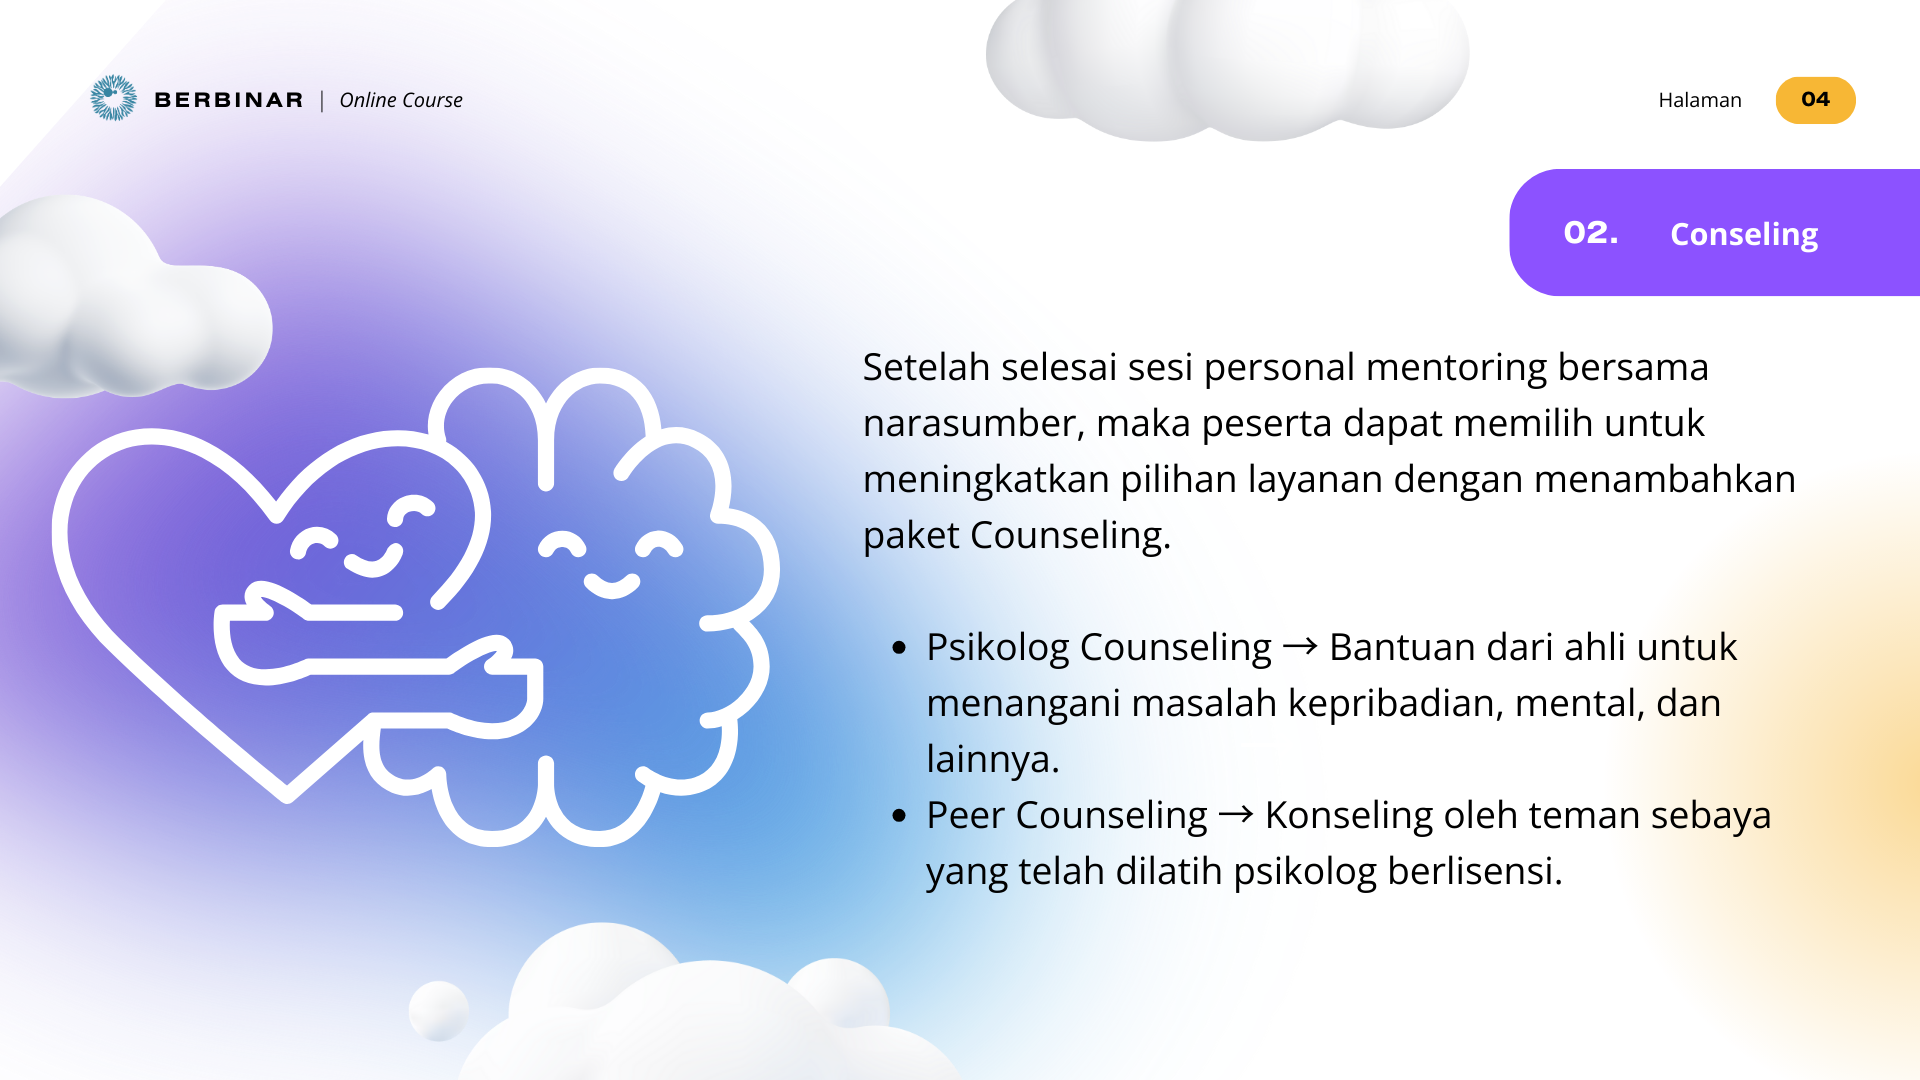 BERBINAR | Online Course
Halaman 04
02. Conseling
Setelah selesai sesi personal mentoring bersama
narasumber, maka peserta dapat memilih untuk
meningkatkan pilihan layanan dengan menambahkan
paket Counseling.
• Psikolog Counseling → Bantuan dari ahli untuk
menangani masalah kepribadian, mental, dan
lainnya.
• Peer Counseling → Konseling oleh teman sebaya
yang telah dilatih psikolog berlisensi.